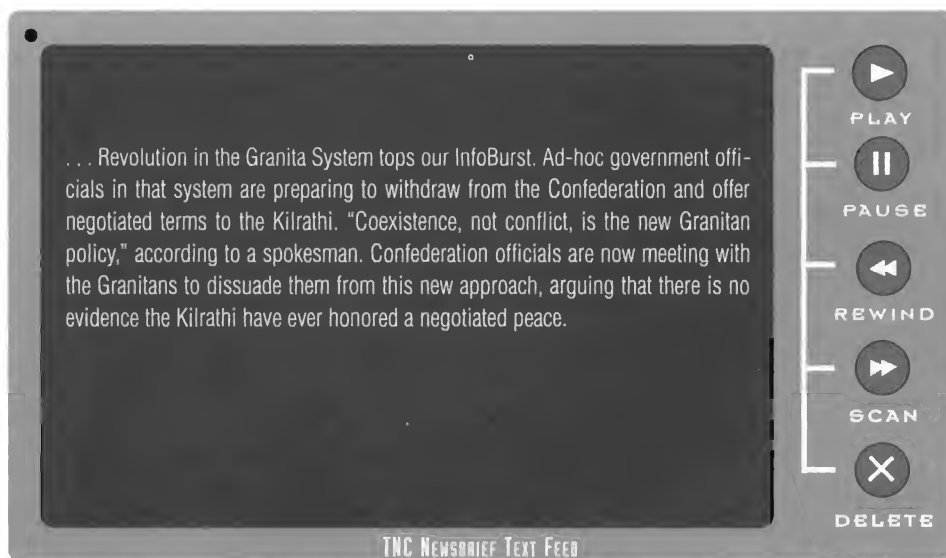 . . . Revolution in the Granita System tops our InfoBurst. Ad-hoc government offi-
cials in that system are preparing to withdraw from the Confederation and offer
negotiated terms to the Kilrathi. “Coexistence, not conflict, is the new Granitan
policy,” according to a spokesman. Confederation officials are now meeting with
the Granitans to dissuade them from this new approach, arguing that there is no
evidence the Kilrathi have ever honored a negotiated peace.
PLAY
PAUSE
REWIND
SCAN
DELETE
TNC NEWSBRIEF TEXT FEED